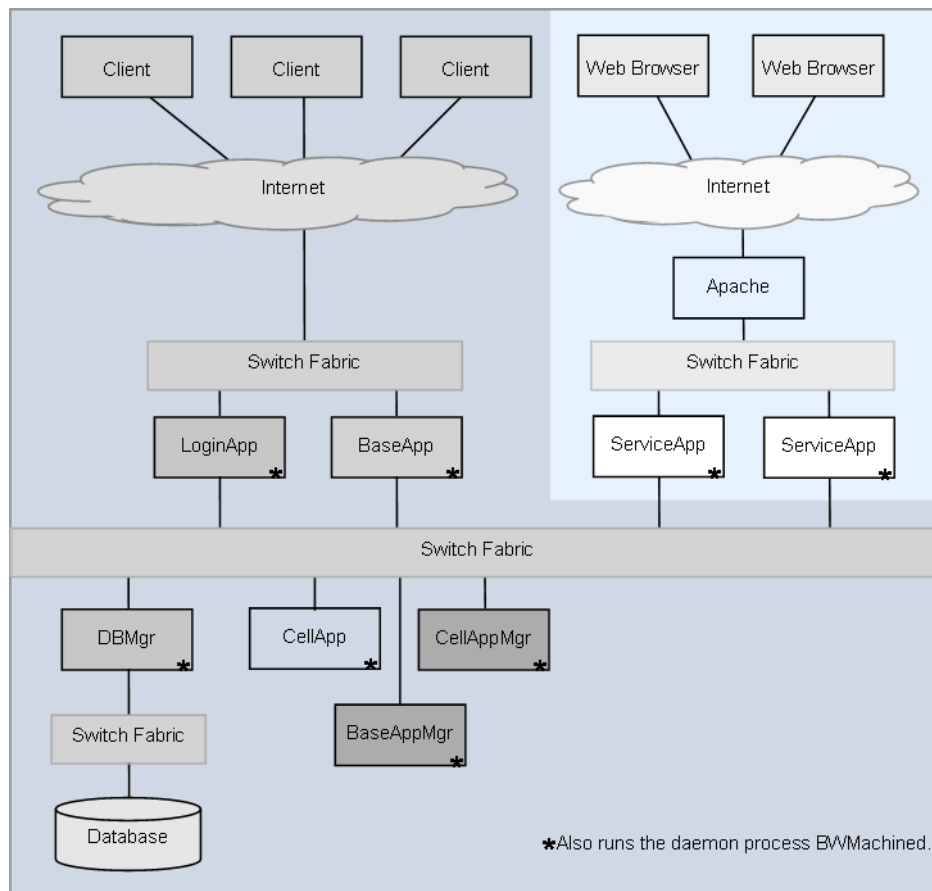 Client
Client
Client
Web Browser
Web Browser
Internet
Internet
Apache
Switch Fabric
Switch Fabric
LoginApp
*
BaseApp
*
ServiceApp
*
ServiceApp
*
Switch Fabric
DBMgr
*
CellApp
*
CellAppMgr
*
Switch Fabric
BaseAppMgr
*
Database
*Also runs the daemon process BWMachined.